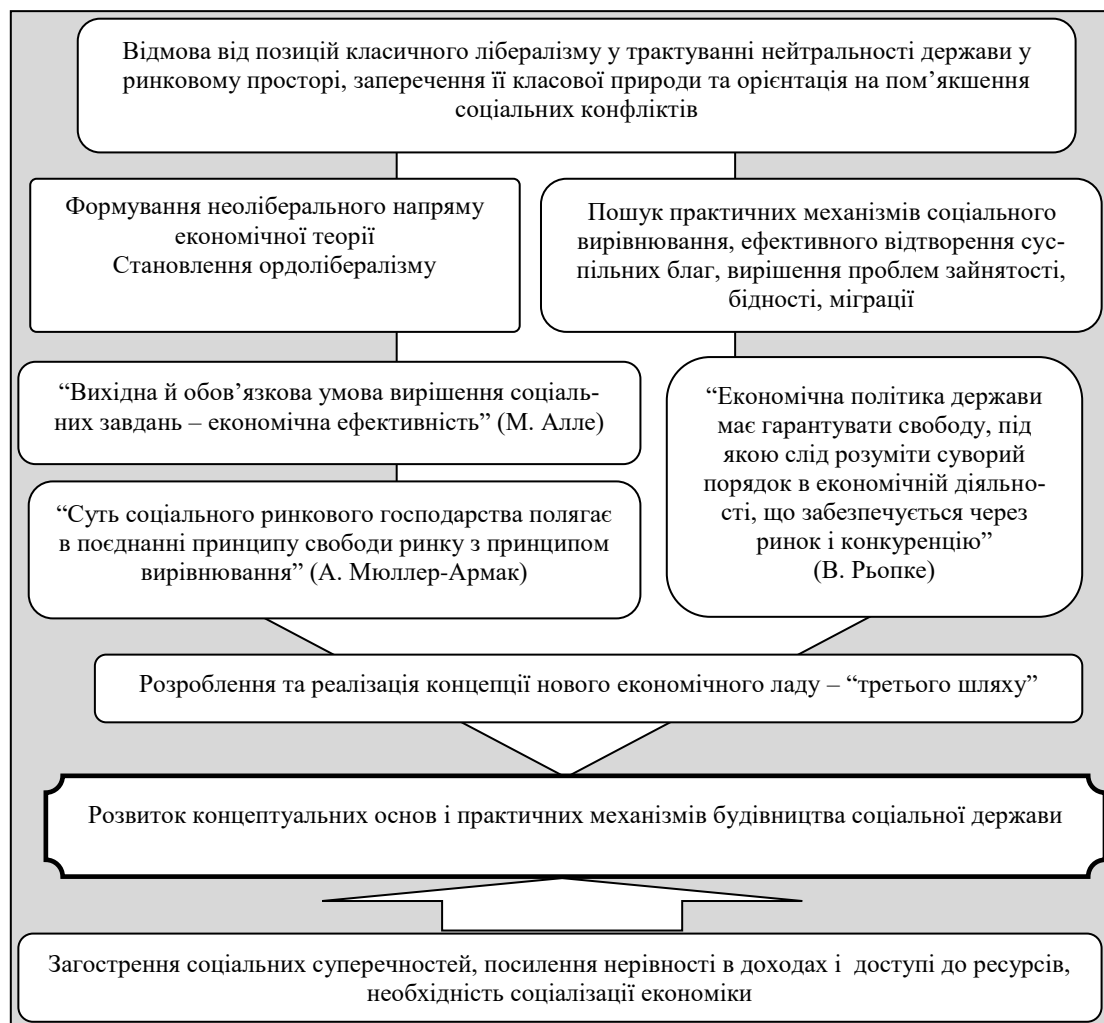 Відмова від позицій класичного лібералізму у трактуванні нейтральності держави у
ринковому просторі, заперечення її класової природи та орієнтація на пом’якшення
соціальних конфліктів
Формування неоліберального напряму
економічної теорії
Становлення ордолібералізму
Пошук практичних механізмів соціального
вирівнювання, ефективного відтворення сус-
пільних благ, вирішення проблем зайнятості,
бідності, міграції
“Вихідна й обов’язкова умова вирішення соціаль-
них завдань – економічна ефективність” (М. Алле)
“Суть соціального ринкового господарства полягає
в поєднанні принципу свободи ринку з принципом
вирівнювання” (А. Мюллер-Армак)
“Економічна політика держави
має гарантувати свободу, під
якою слід розуміти суворий
порядок в економічній діяльно-
сті, що забезпечується через
ринок і конкуренцію”
(В. Рьопке)
Розроблення та реалізація концепції нового економічного ладу – “третього шляху”
Розвиток концептуальних основ і практичних механізмів будівництва соціальної держави
Загострення соціальних суперечностей, посилення нерівності в доходах і доступі до ресурсів,
необхідність соціалізації економіки